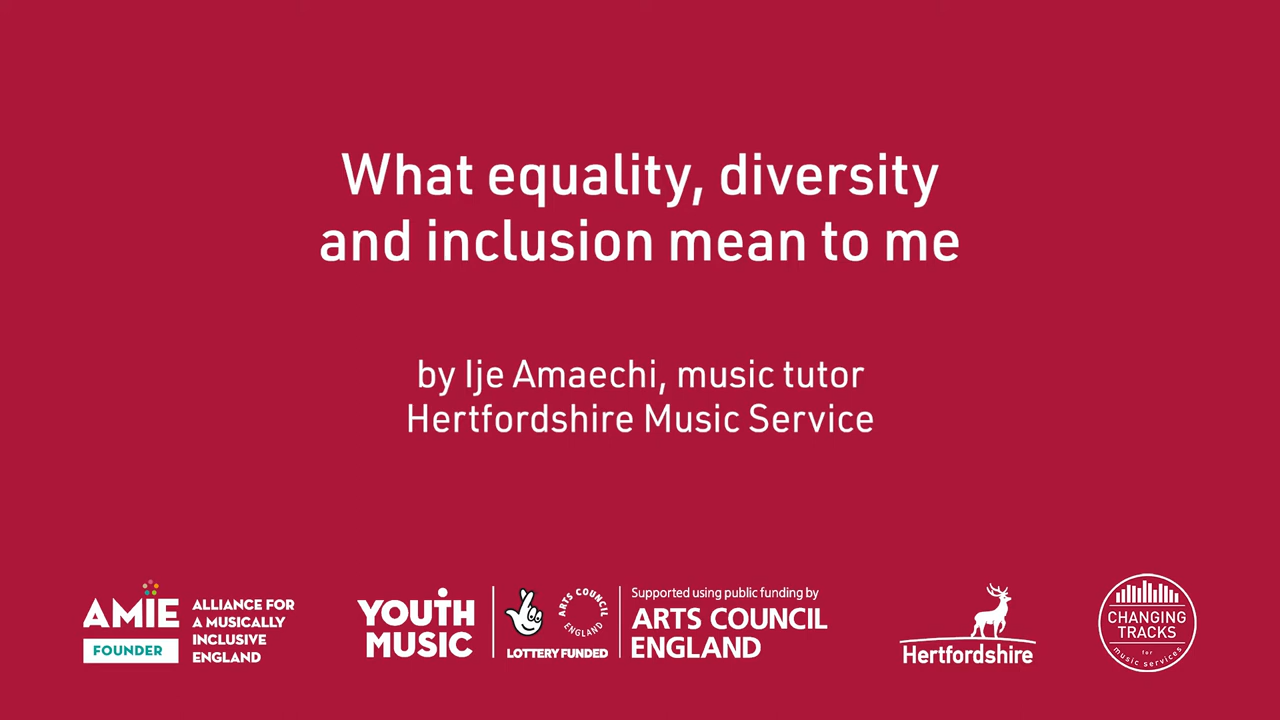 What equality, diversity
and inclusion mean to me
by Ije Amaechi, music tutor
Hertfordshire Music Service
AMIE
FOUNDER
ALLIANCE FOR
A MUSICALLY
INCLUSIVE
ENGLAND
YOUTH
MUSIC
ARTS COUNCIL
ENGLAND
LOTTERY FUNDED
Supported using public funding by
ARTS COUNCIL
ENGLAND
Hertfordshire
CHANGING
TRACKS
for
music services